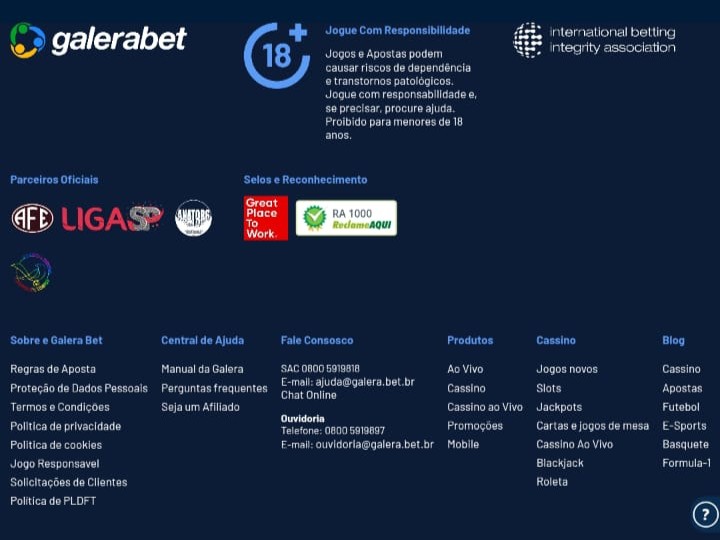 galerabet
18
+
Jogue Com Responsibilidade
Jogos e Apostas podem
causar riscos de dependência
e transtornos patológicos.
Jogue com responsabilidade e,
se precisar, procure ajuda.
Proibido para menores de 18
anos.
international betting
integrity association
Parceiros Oficiais
AFE
LIGASP
Selos e Reconhecimento
Great
Place
To
Work.
RA 1000
ReclameAQUI
Sobre e Galera Bet
Regras de Aposta
Proteção de Dados Pessoals
Termos e Condições
Politica de privacidade
Politica de cookies
Jogo Responsavel
Solicitações de Clientes
Política de PLDFT
Central de Ajuda
Manual da Galera
Perguntas frequentes
Seja um Afiliado
Fale Consosco
SAC 0800 5919818
E-mail: ajuda@galera.bet.br
Chat Online
Ouvidoria
Telefone: 0800 5919897
E-mail: ouvidoria@galera.bet.br
Produtos
Ao Vivo
Cassino
Cassino ao Vivo
Promoções
Mobile
Cassino
Jogos novos
Slots
Jackpots
Cartas e jogos de mesa
Cassino Ao Vivo
Blackjack
Roleta
Blog
Cassino
Apostas
Futebol
E-Sports
Basquete
Formula-1
?